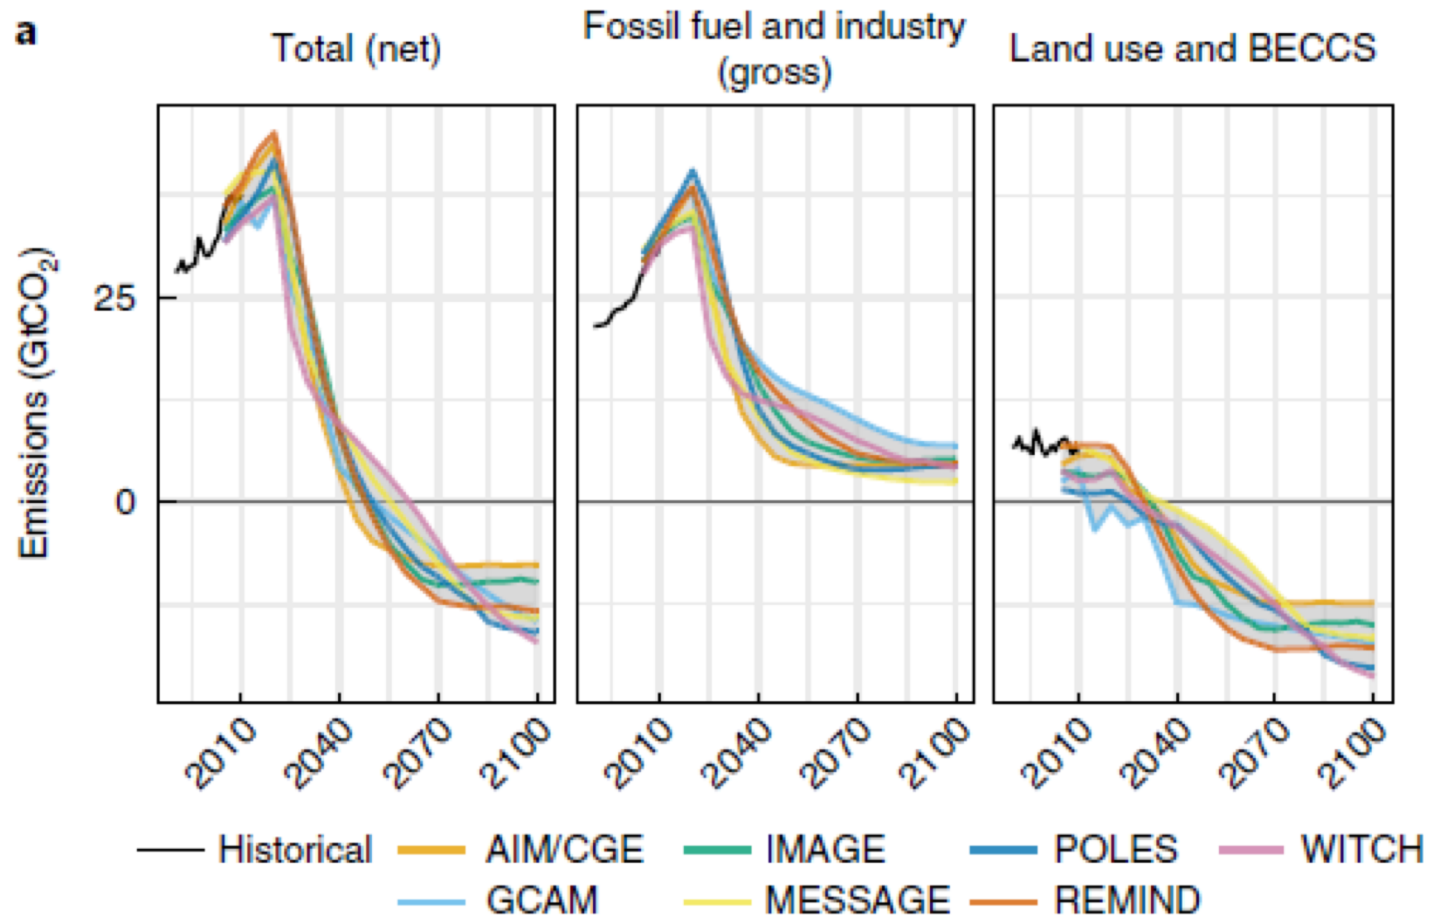 a
Total (net)
Fossil fuel and industry
(gross)
Land use and BECCS
Emissions (GtCO₂)
25
0
2010 2040 2070 2100
2010 2040 2070 2100
2010 2040 2070 2100
Historical AIM/CGE IMAGE POLES WITCH
GCAM MESSAGE REMIND